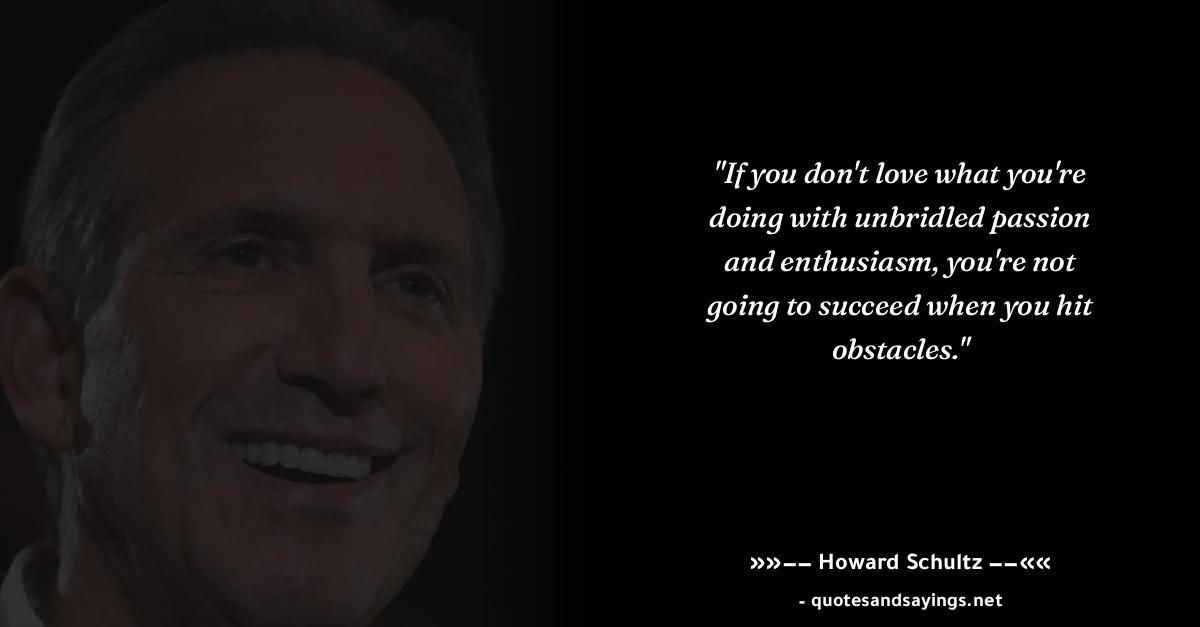 "If you don't love what you're
doing with unbridled passion
and enthusiasm, you're not
going to succeed when you hit
obstacles."
»»−− Howard Schultz −−««
- quotesandsayings.net